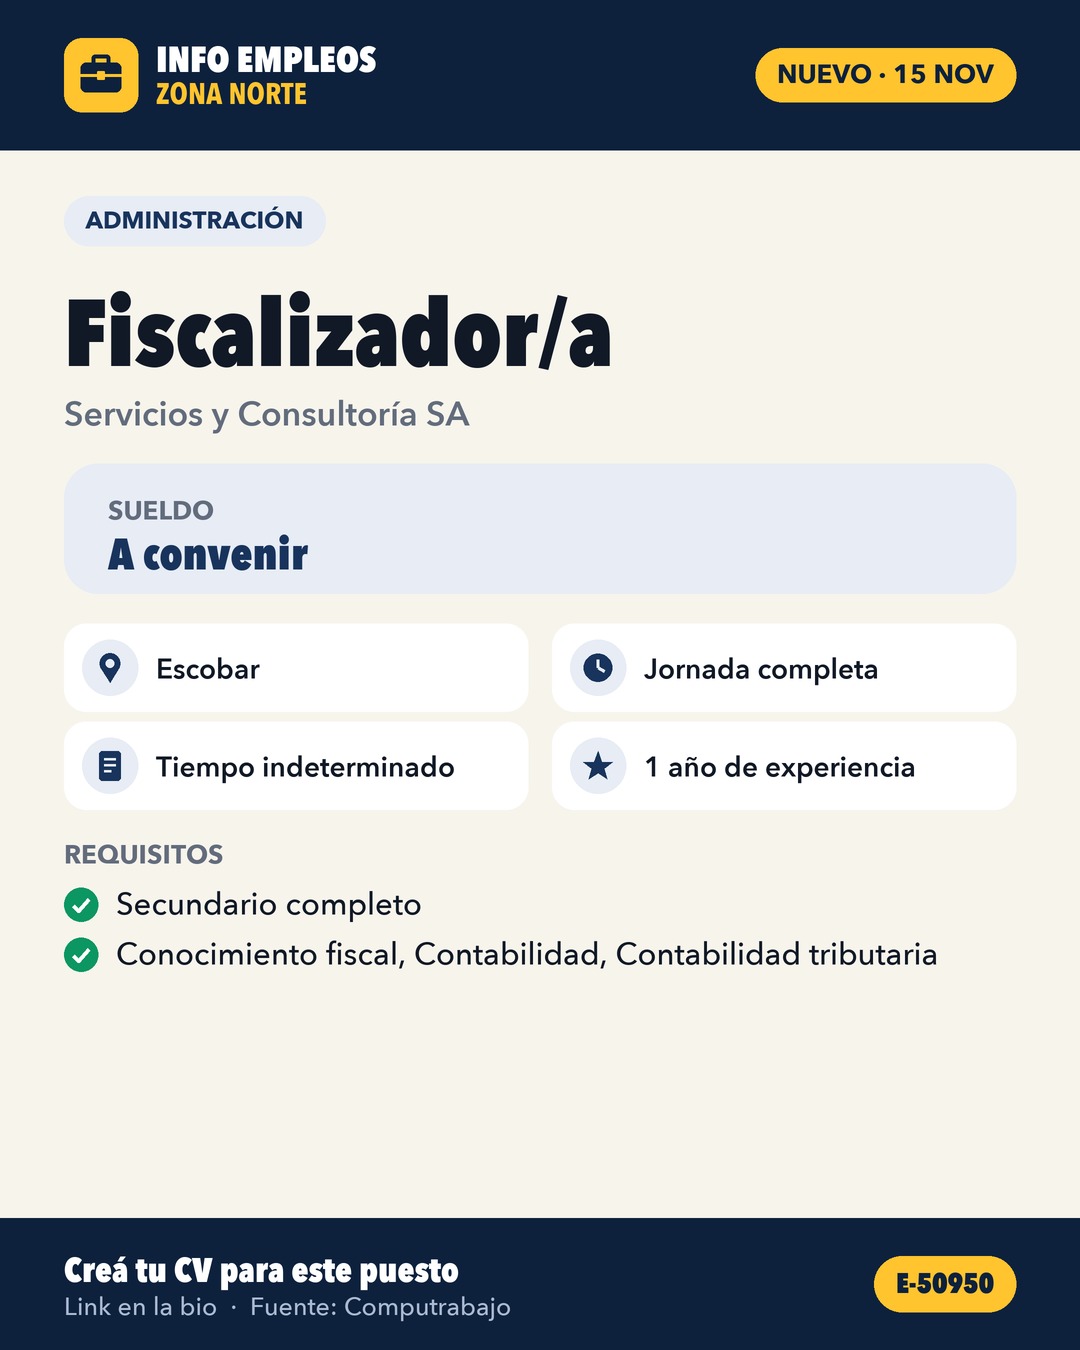 INFO EMPLEOS
ZONA NORTE
NUEVO · 15 NOV
ADMINISTRACIÓN
Fiscalizador/a
Servicios y Consultoría SA
SUELDO
A convenir
Escobar
Jornada completa
Tiempo indeterminado
1 año de experiencia
REQUISITOS
Secundario completo
Conocimiento fiscal, Contabilidad, Contabilidad tributaria
Creá tu CV para este puesto
Link en la bio · Fuente: Computrabajo
E-50950